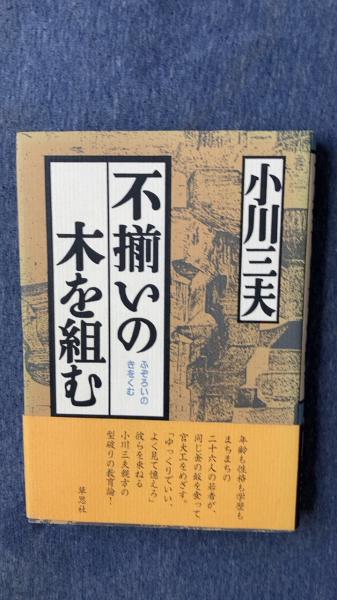 小川三夫
不揃いの
木を組む
ふぞろいの
きをくむ
年齢も性格も学歴も
まちまちの
二十六人の若者が、
同じ釜の飯を食って
宮大工をめざす。
「ゆっくりでいい、
よく見て憶えろ」
彼らを束ねる
小川三夫親方の
型破りの教育論！
草思社